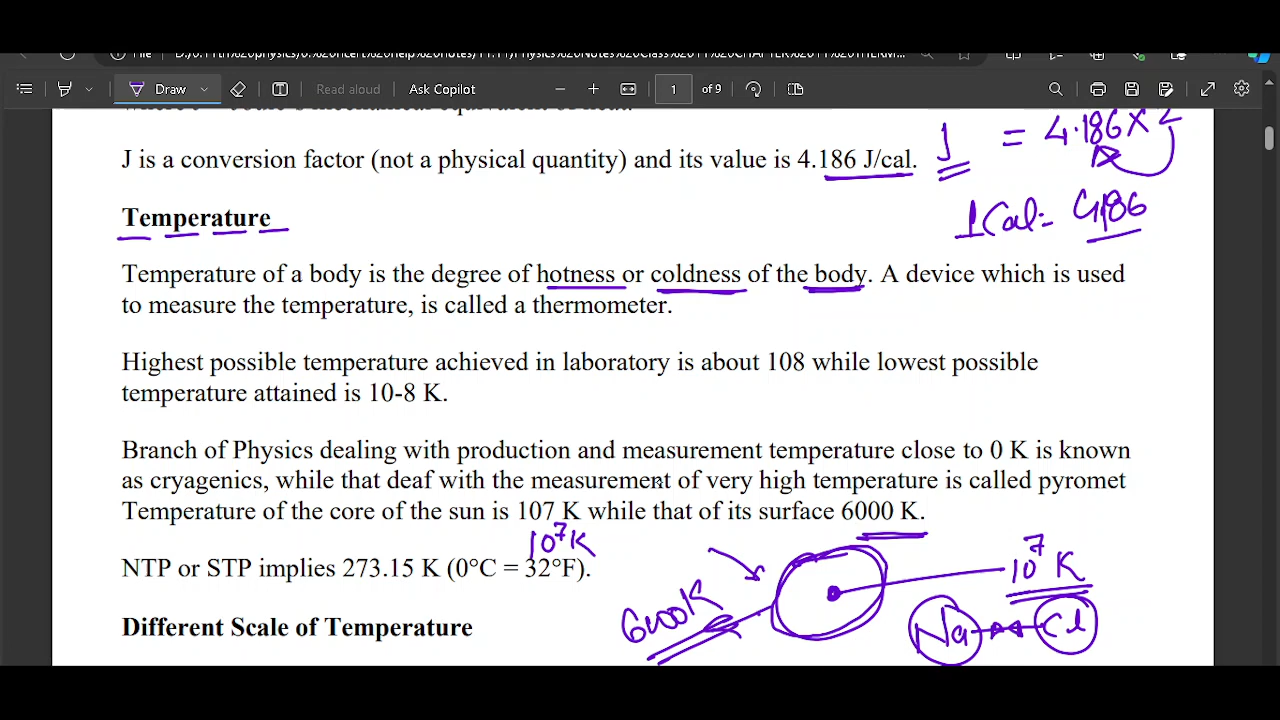 Draw
Read aloud
Ask Copilot
1 of 9
J is a conversion factor (not a physical quantity) and its value is 4.186 J/cal.
J = 4.186 ×
1 Cal = 4.186
Temperature
Temperature of a body is the degree of hotness or coldness of the body. A device which is used
to measure the temperature, is called a thermometer.
Highest possible temperature achieved in laboratory is about 108 while lowest possible
temperature attained is 10-8 K.
Branch of Physics dealing with production and measurement temperature close to 0 K is known
as cryagenics, while that deaf with the measurement of very high temperature is called pyromet
Temperature of the core of the sun is 107 K while that of its surface 6000 K.
10⁷K
NTP or STP implies 273.15 K (0°C = 32°F).
10⁷ K
6000K
Na Cl
Different Scale of Temperature